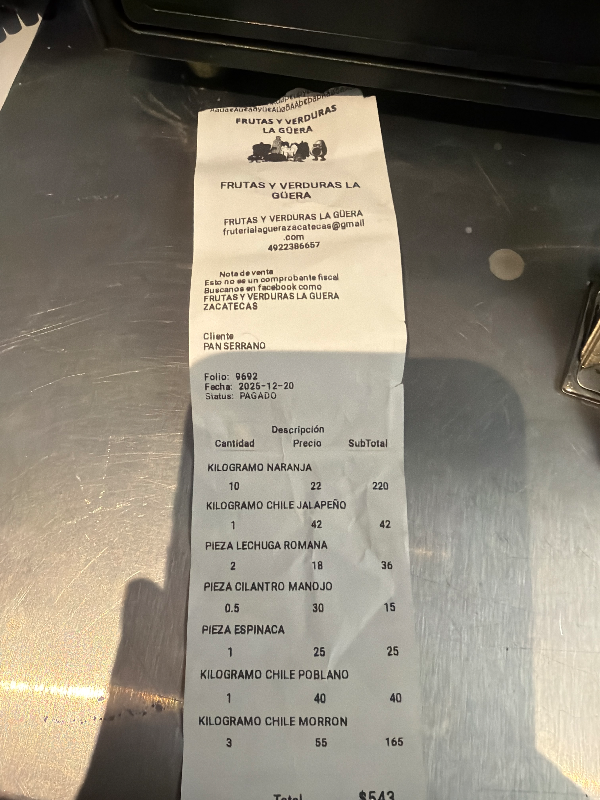 FRUTAS Y VERDURAS
LA GÜERA
FRUTAS Y VERDURAS LA
GÜERA
FRUTAS Y VERDURAS LA GÜERA
fruterialaguerazacatecas@gmail
.com
4922386657
Nota de venta
Esto no es un comprobante fiscal
Buscanos en facebook como
FRUTAS Y VERDURAS LA GUERA
ZACATECAS
Cliente
PAN SERRANO
Folio: 9692
Fecha: 2025-12-20
Status: PAGADO
Descripción
Cantidad Precio SubTotal
KILOGRAMO NARANJA
10 22 220
KILOGRAMO CHILE JALAPEÑO
1 42 42
PIEZA LECHUGA ROMANA
2 18 36
PIEZA CILANTRO MANOJO
0.5 30 15
PIEZA ESPINACA
1 25 25
KILOGRAMO CHILE POBLANO
1 40 40
KILOGRAMO CHILE MORRON
3 55 165
Total $543